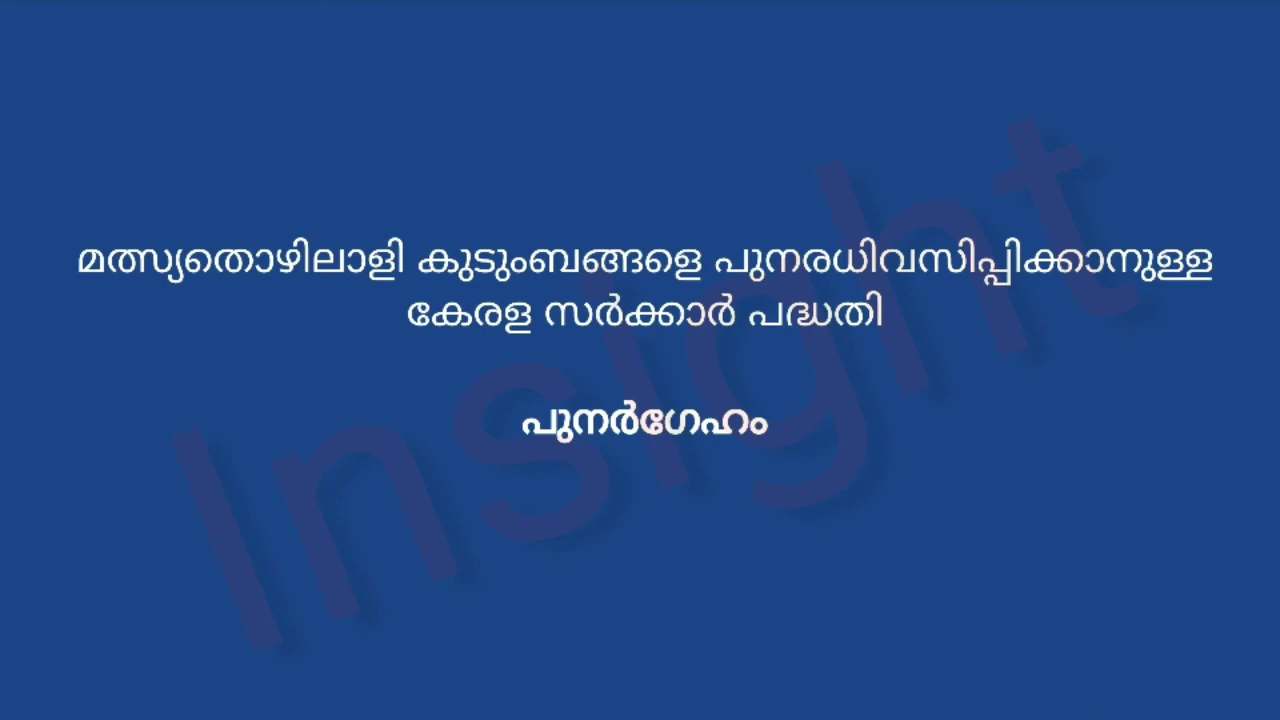 മത്സ്യതൊഴിലാളി കുടുംബങ്ങളെ പുനരധിവസിപ്പിക്കാനുള്ള
കേരള സർക്കാർ പദ്ധതി
പുനർഗേഹം
Insight